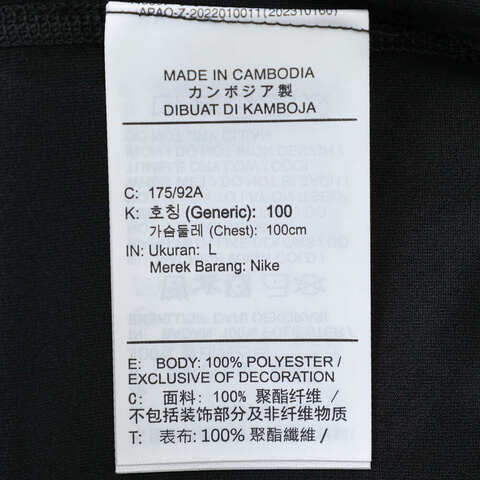 APAO-Z-2022010011 (202310160)
MADE IN CAMBODIA
カンボジア製
DIBUAT DI KAMBOJA
C: 175/92A
K: 호칭 (Generic): 100
가슴둘레 (Chest): 100cm
IN: Ukuran: L
Merek Barang: Nike
E: BODY: 100% POLYESTER /
EXCLUSIVE OF DECORATION
C: 面料: 100% 聚酯纤维 /
不包括装饰部分及非纤维物质
T: 表布: 100% 聚酯纖維 /